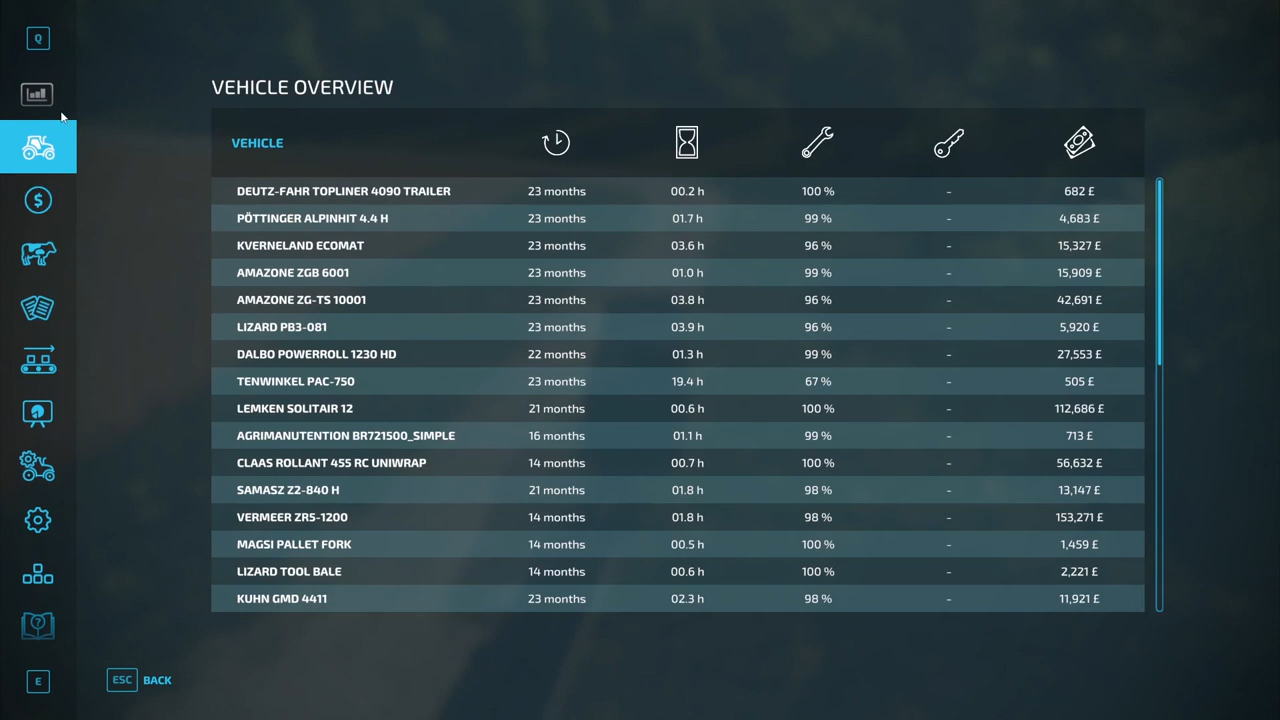 Q
VEHICLE OVERVIEW
VEHICLE
DEUTZ-FAHR TOPLINER 4090 TRAILER 23 months 00.2 h 100 % - 682 £
PÖTTINGER ALPINHIT 4.4 H 23 months 01.7 h 99 % - 4,683 £
KVERNELAND ECOMAT 23 months 03.6 h 96 % - 15,327 £
AMAZONE ZGB 6001 23 months 01.0 h 99 % - 15,909 £
AMAZONE ZG-TS 10001 23 months 03.8 h 96 % - 42,691 £
LIZARD PB3-081 23 months 03.9 h 96 % - 5,920 £
DALBO POWERROLL 1230 HD 22 months 01.3 h 99 % - 27,553 £
TENWINKEL PAC-750 23 months 19.4 h 67 % - 505 £
LEMKEN SOLITAIR 12 21 months 00.6 h 100 % - 112,686 £
AGRIMANUTENTION BR721500_SIMPLE 16 months 01.1 h 99 % - 713 £
CLAAS ROLLANT 455 RC UNIWRAP 14 months 00.7 h 100 % - 56,632 £
SAMASZ Z2-840 H 21 months 01.8 h 98 % - 13,147 £
VERMEER ZR5-1200 14 months 01.8 h 98 % - 153,271 £
MAGSI PALLET FORK 14 months 00.5 h 100 % - 1,459 £
LIZARD TOOL BALE 14 months 00.6 h 100 % - 2,221 £
KUHN GMD 4411 23 months 02.3 h 98 % - 11,921 £
E
ESC BACK